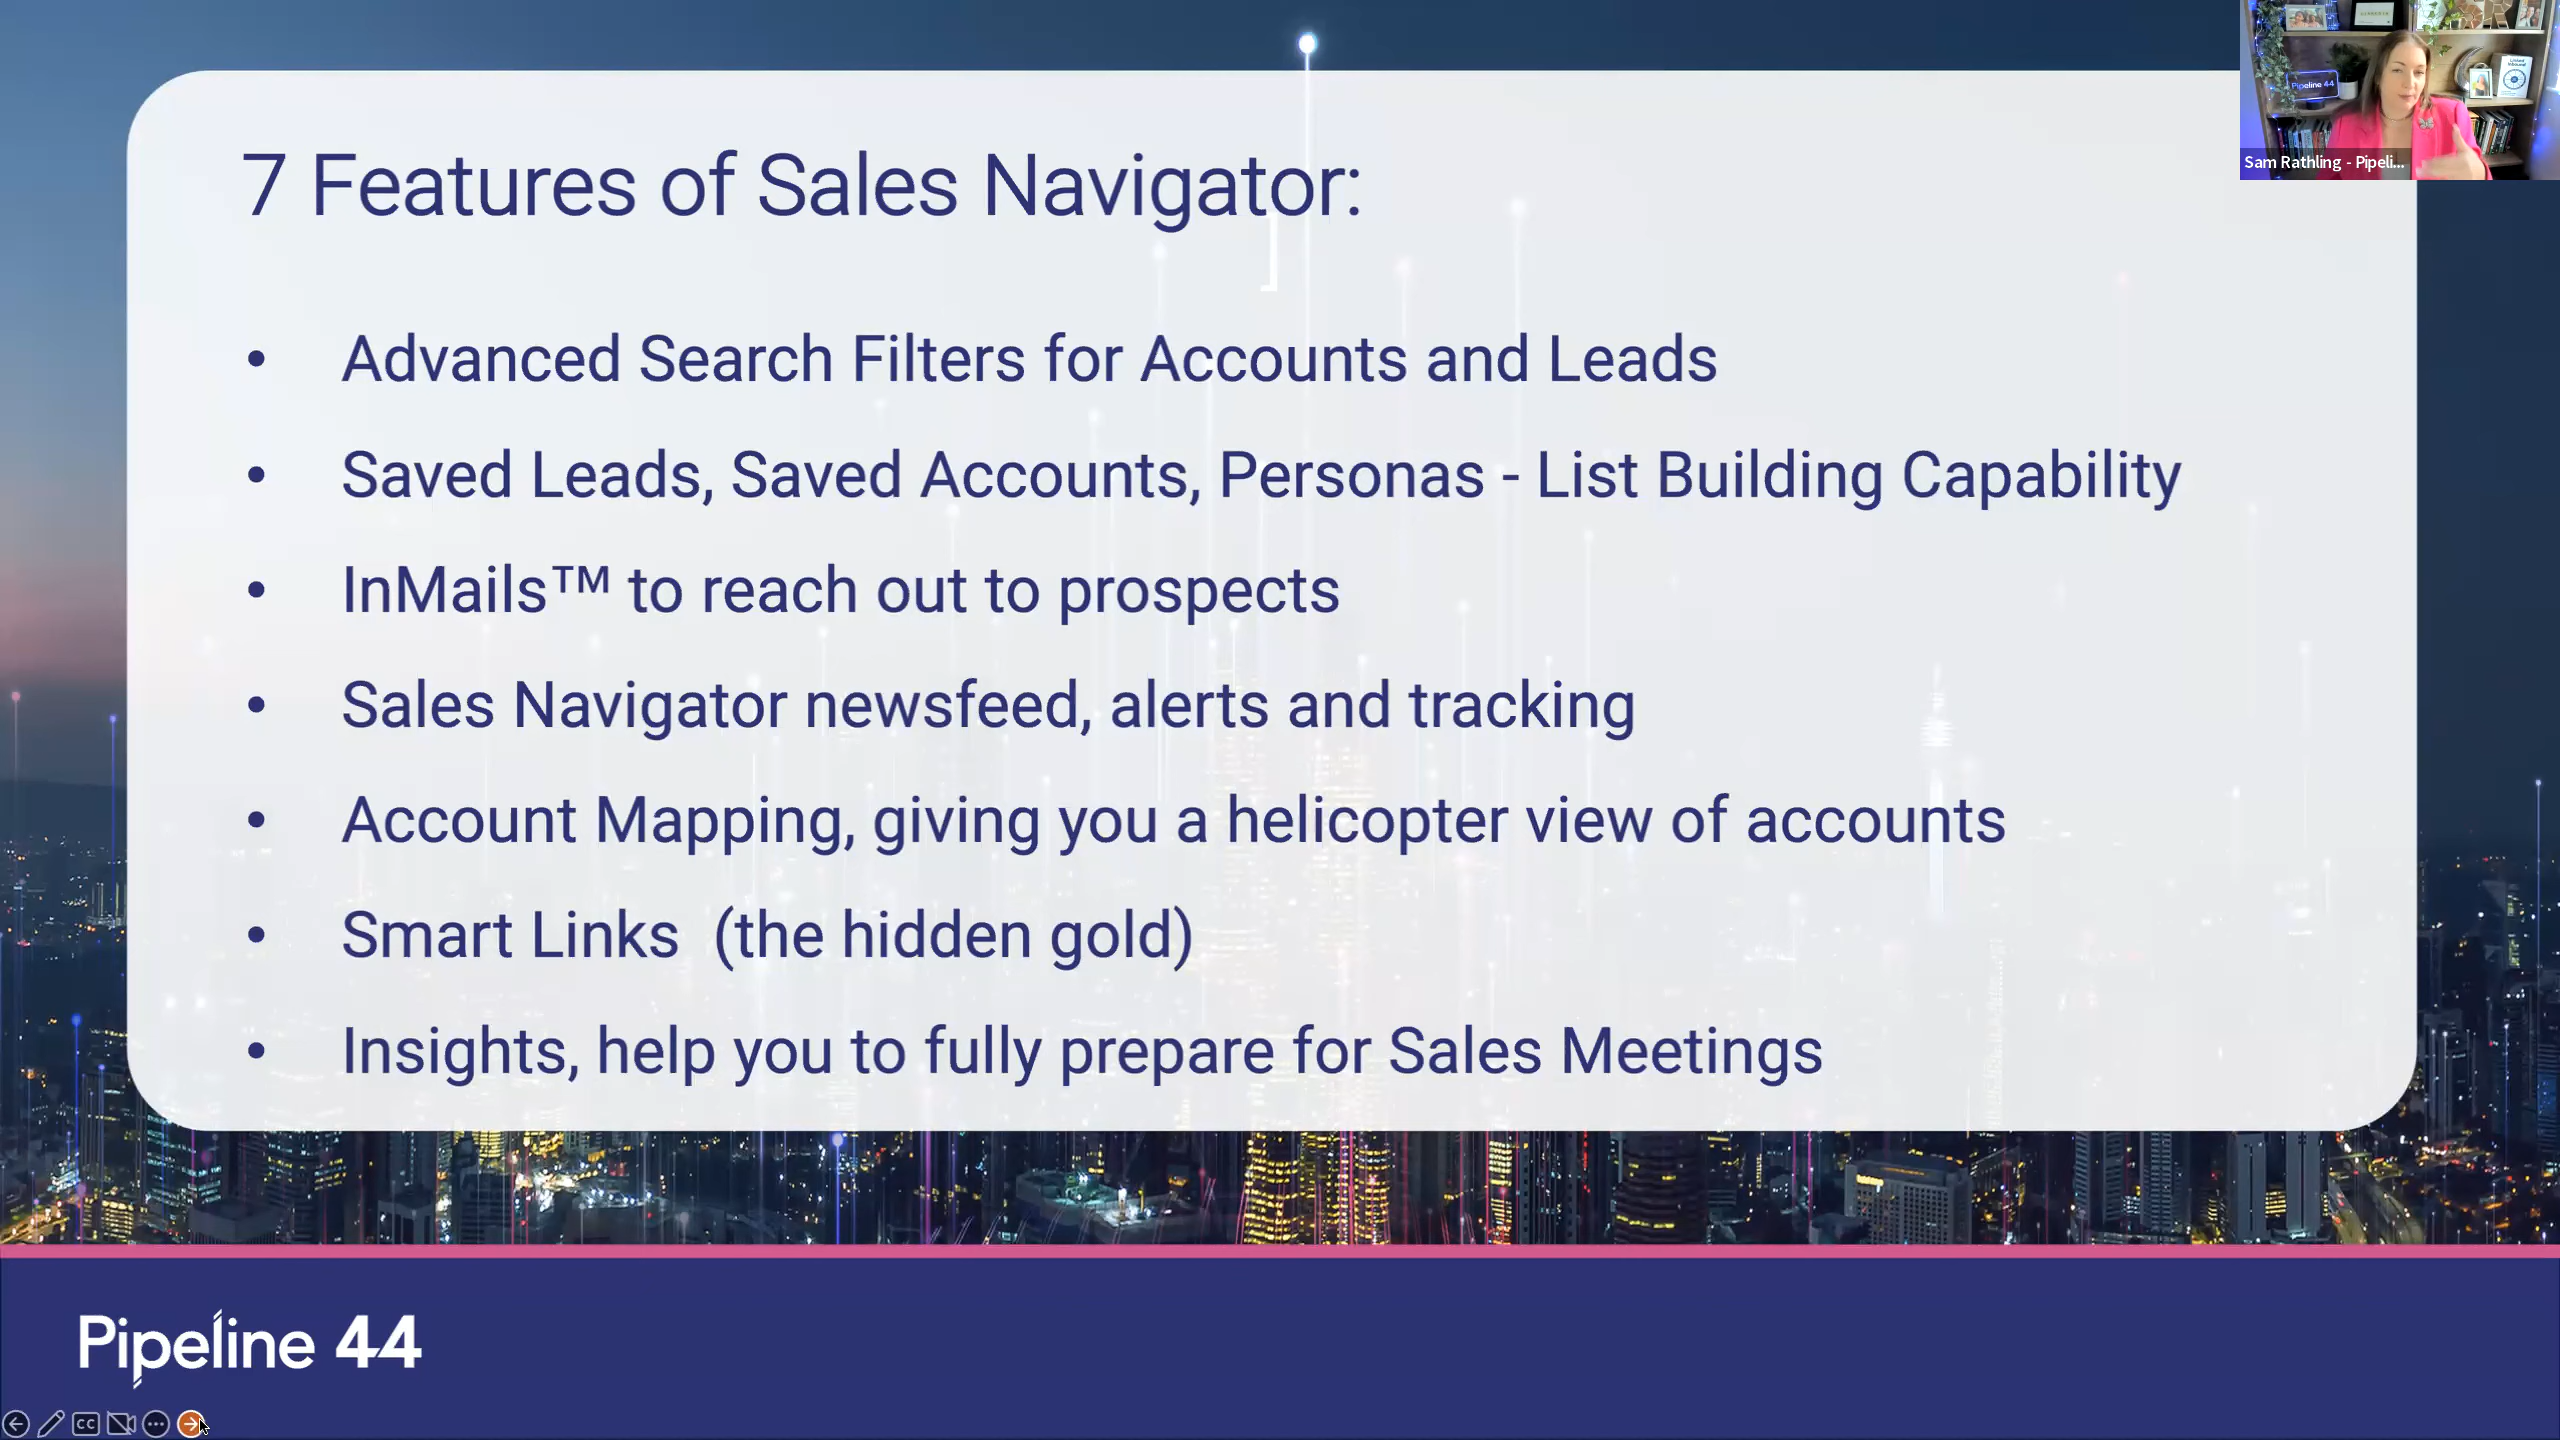 7 Features of Sales Navigator:
]
• Advanced Search Filters for Accounts and Leads
• Saved Leads, Saved Accounts, Personas - List Building Capability
• InMails™ to reach out to prospects
• Sales Navigator newsfeed, alerts and tracking
• Account Mapping, giving you a helicopter view of accounts
• Smart Links (the hidden gold)
• Insights, help you to fully prepare for Sales Meetings
Pipeline 44
Sam Rathling - Pipeli...
Pipeline 44
CC